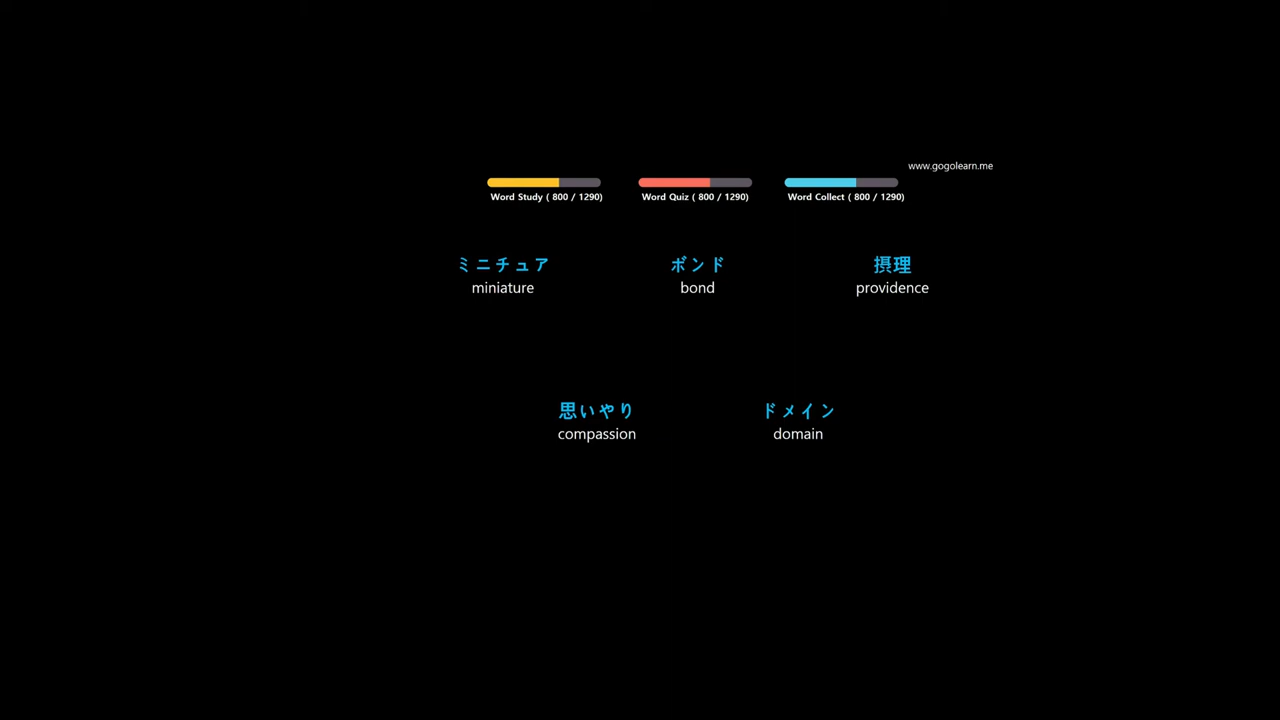 www.gogolearn.me
Word Study ( 800 / 1290)
Word Quiz ( 800 / 1290)
Word Collect ( 800 / 1290)
ミニチュア
miniature
ボンド
bond
摂理
providence
思いやり
compassion
ドメイン
domain